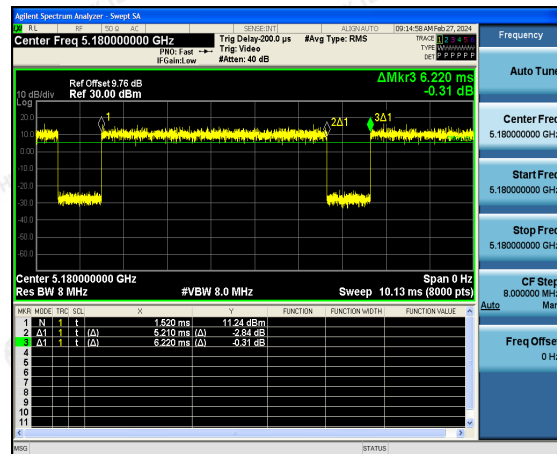 Agilent Spectrum Analyzer - Swept SA
RL RF 50 Ω AC SENSE:INT ALIGN AUTO 09:14:58 AM Feb 27, 2024
Center Freq 5.180000000 GHz
PNO: Fast
IFGain:Low
Trig Delay-200.0 µs
Trig: Video
#Atten: 40 dB
#Avg Type: RMS
TRACE 1 2 3 4 5 6
TYPE
DET P P P P P P
Frequency
Auto Tune
Center Freq
5.180000000 GHz
Start Freq
5.180000000 GHz
Stop Freq
5.180000000 GHz
CF Step
8.000000 MHz
Auto Man
Freq Offset
0 Hz
ΔMkr3 6.220 ms
-0.31 dB
Ref Offset 9.76 dB
10 dB/div Ref 30.00 dBm
Log
20.0
10.0
0.00
-10.0
-20.0
-30.0
-40.0
-50.0
-60.0
1
2Δ1
3Δ1
Center 5.180000000 GHz Span 0 Hz
Res BW 8 MHz #VBW 8.0 MHz Sweep 10.13 ms (8000 pts)
MKR MODE TRC SCL X Y FUNCTION FUNCTION WIDTH FUNCTION VALUE
1 N 1 t 1.520 ms 11.24 dBm
2 Δ1 1 t (Δ) 5.210 ms (Δ) -2.84 dB
3 Δ1 1 t (Δ) 6.220 ms (Δ) -0.31 dB
4
5
6
7
8
9
10
11
MSG STATUS